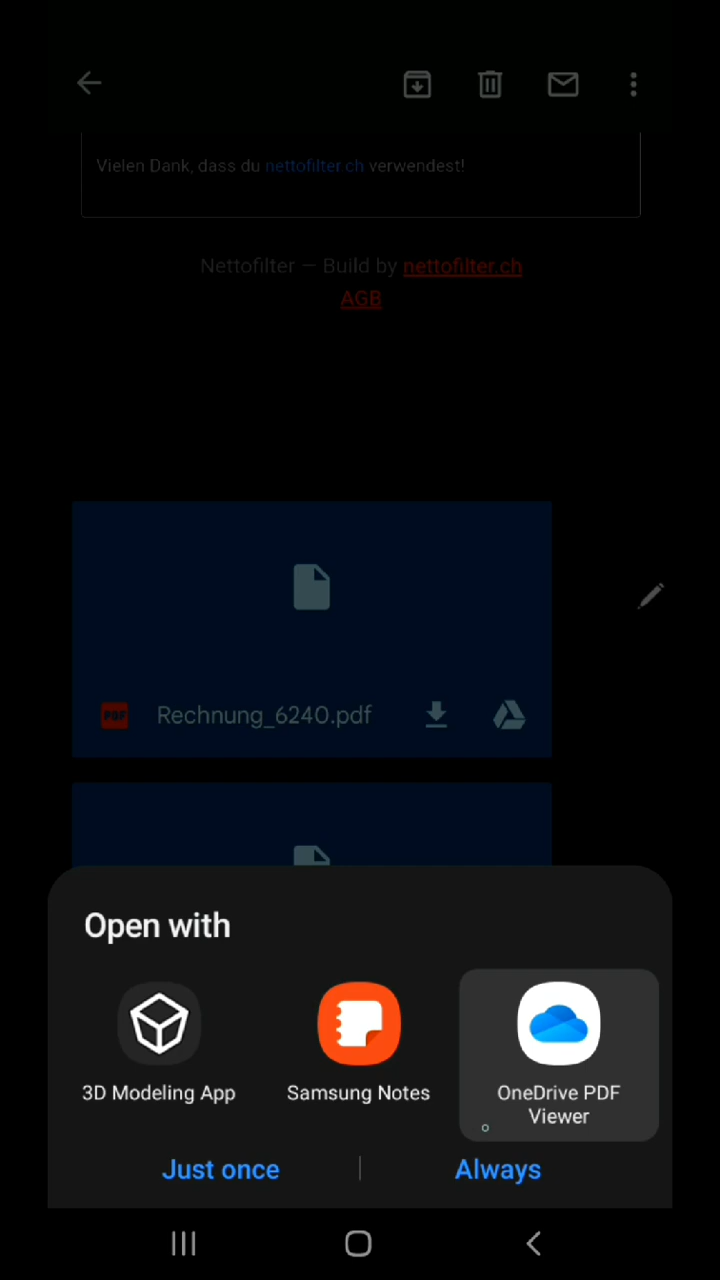 Vielen Dank, dass du nettofilter.ch verwendest!
Nettofilter — Build by nettofilter.ch
AGB
PDF
Rechnung_6240.pdf
Open with
3D Modeling App
Samsung Notes
OneDrive PDF
Viewer
Just once
Always